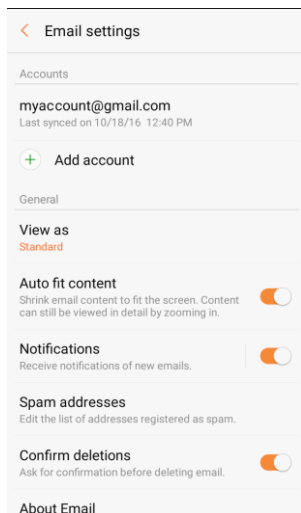 Email settings
Accounts
myaccount@gmail.com
Last synced on 10/18/16 12:40 PM
Add account
General
View as
Standard
Auto fit content
Shrink email content to fit the screen. Content
can still be viewed in detail by zooming in.
Notifications
Receive notifications of new emails.
Spam addresses
Edit the list of addresses registered as spam.
Confirm deletions
Ask for confirmation before deleting email.
About Email